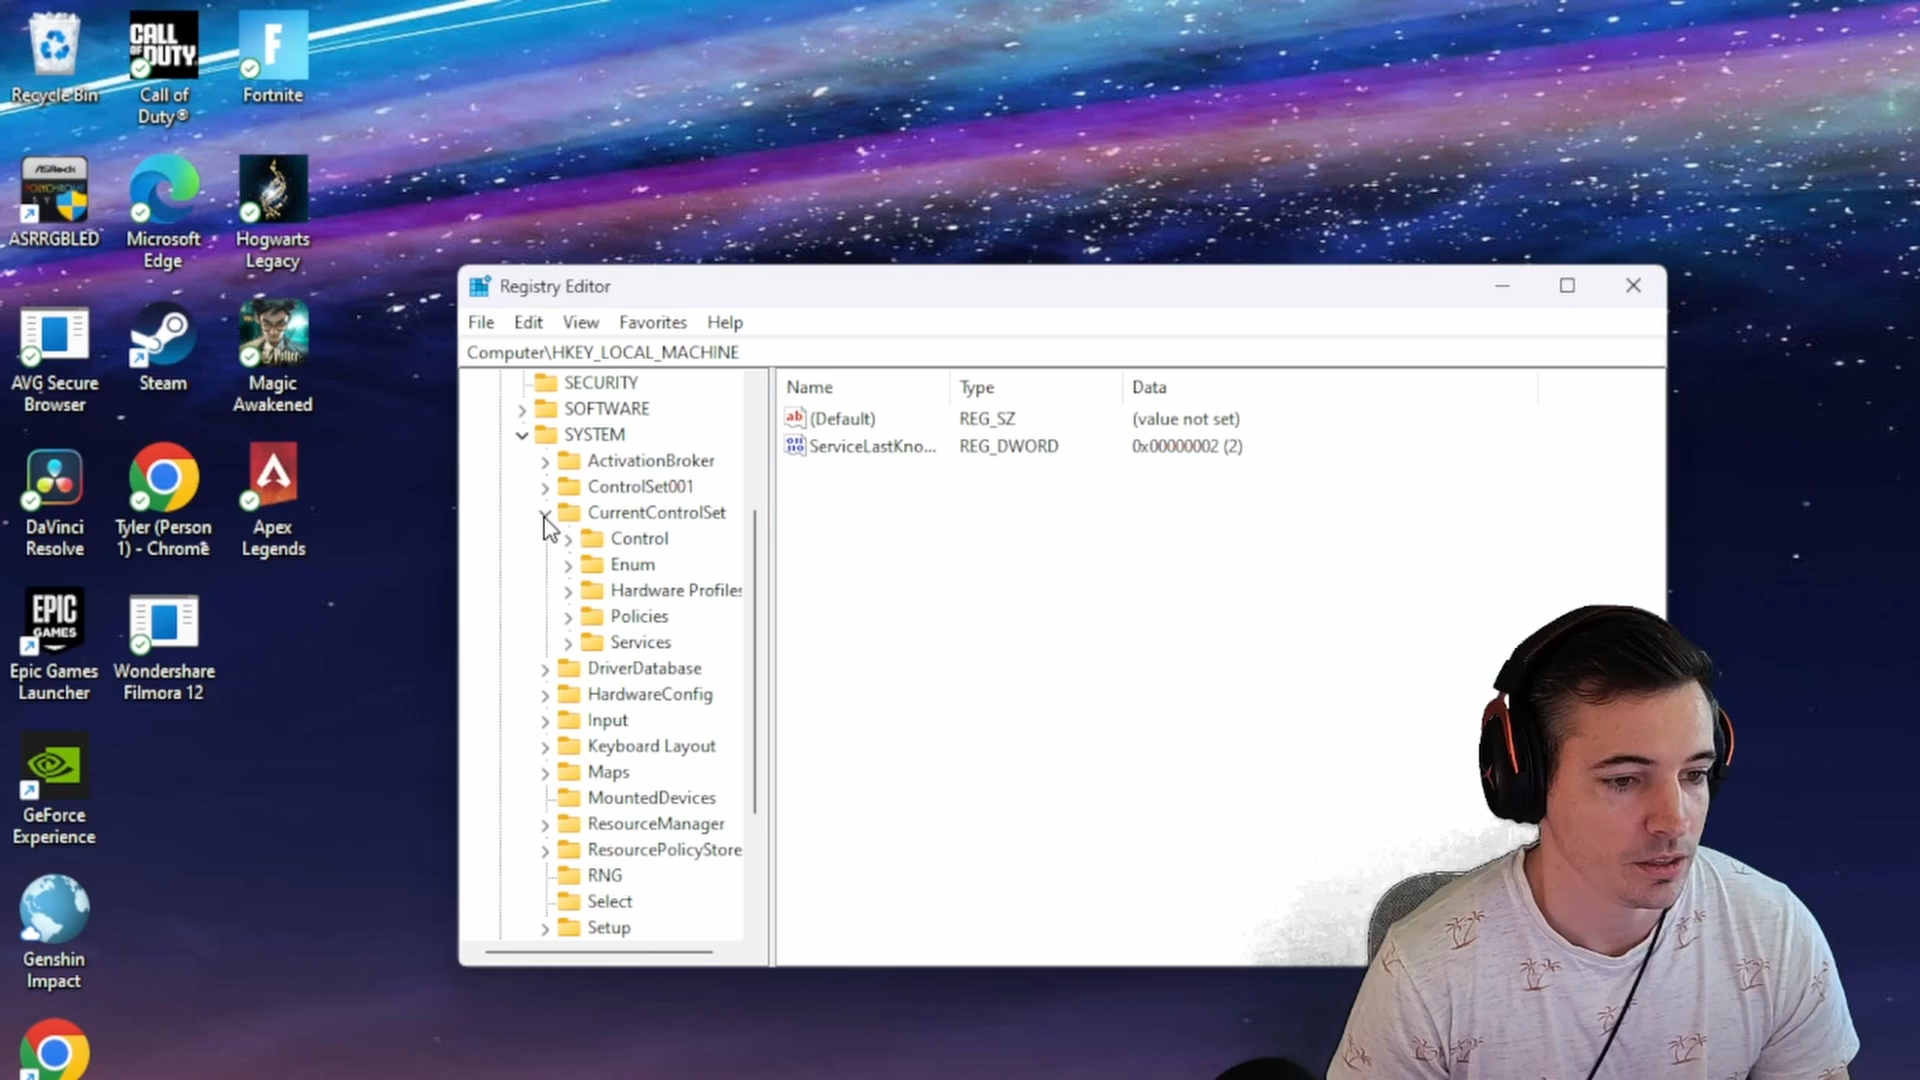 Recycle Bin
CALL OF DUTY
Call of
Duty®
F
Fortnite
ASRock
ASRRGBLED
Microsoft
Edge
Hogwarts
Legacy
AVG Secure
Browser
Steam
Magic
Awakened
DaVinci
Resolve
Tyler (Person
1) - Chrome
Apex
Legends
EPIC
GAMES
Epic Games
Launcher
Wondershare
Filmora 12
GeForce
Experience
Genshin
Impact
Registry Editor
File Edit View Favorites Help
Computer\HKEY_LOCAL_MACHINE
SECURITY
SOFTWARE
SYSTEM
ActivationBroker
ControlSet001
CurrentControlSet
Control
Enum
Hardware Profiles
Policies
Services
DriverDatabase
HardwareConfig
Input
Keyboard Layout
Maps
MountedDevices
ResourceManager
ResourcePolicyStore
RNG
Select
Setup
Name Type Data
(Default) REG_SZ (value not set)
ServiceLastKno... REG_DWORD 0x00000002 (2)